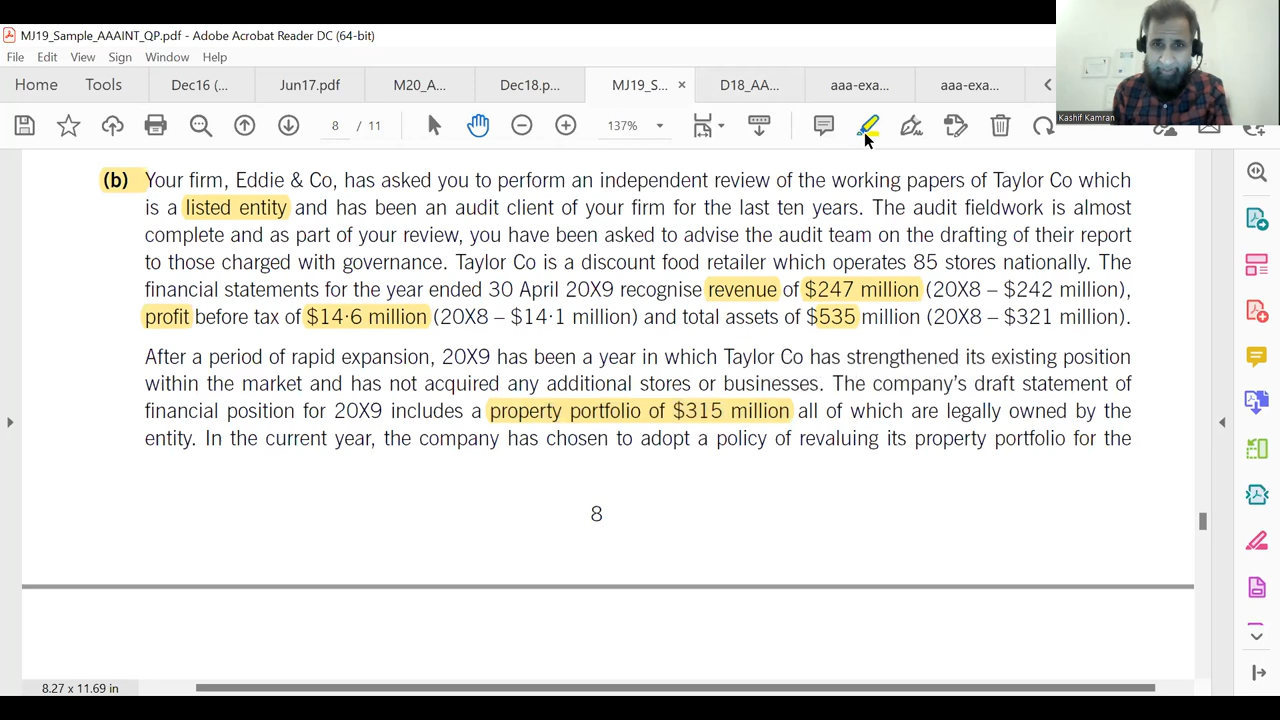 MJ19_Sample_AAAINT_QP.pdf - Adobe Acrobat Reader DC (64-bit)
File Edit View Sign Window Help
Home Tools Dec16 (... Jun17.pdf M20_A... Dec18.p... MJ19_S... × D18_AA... aaa-exa... aaa-exa...
8 / 11 137%
Kashif Kamran
(b) Your firm, Eddie & Co, has asked you to perform an independent review of the working papers of Taylor Co which
is a listed entity and has been an audit client of your firm for the last ten years. The audit fieldwork is almost
complete and as part of your review, you have been asked to advise the audit team on the drafting of their report
to those charged with governance. Taylor Co is a discount food retailer which operates 85 stores nationally. The
financial statements for the year ended 30 April 20X9 recognise revenue of $247 million (20X8 – $242 million),
profit before tax of $14·6 million (20X8 – $14·1 million) and total assets of $535 million (20X8 – $321 million).
After a period of rapid expansion, 20X9 has been a year in which Taylor Co has strengthened its existing position
within the market and has not acquired any additional stores or businesses. The company's draft statement of
financial position for 20X9 includes a property portfolio of $315 million all of which are legally owned by the
entity. In the current year, the company has chosen to adopt a policy of revaluing its property portfolio for the
8
8.27 x 11.69 in